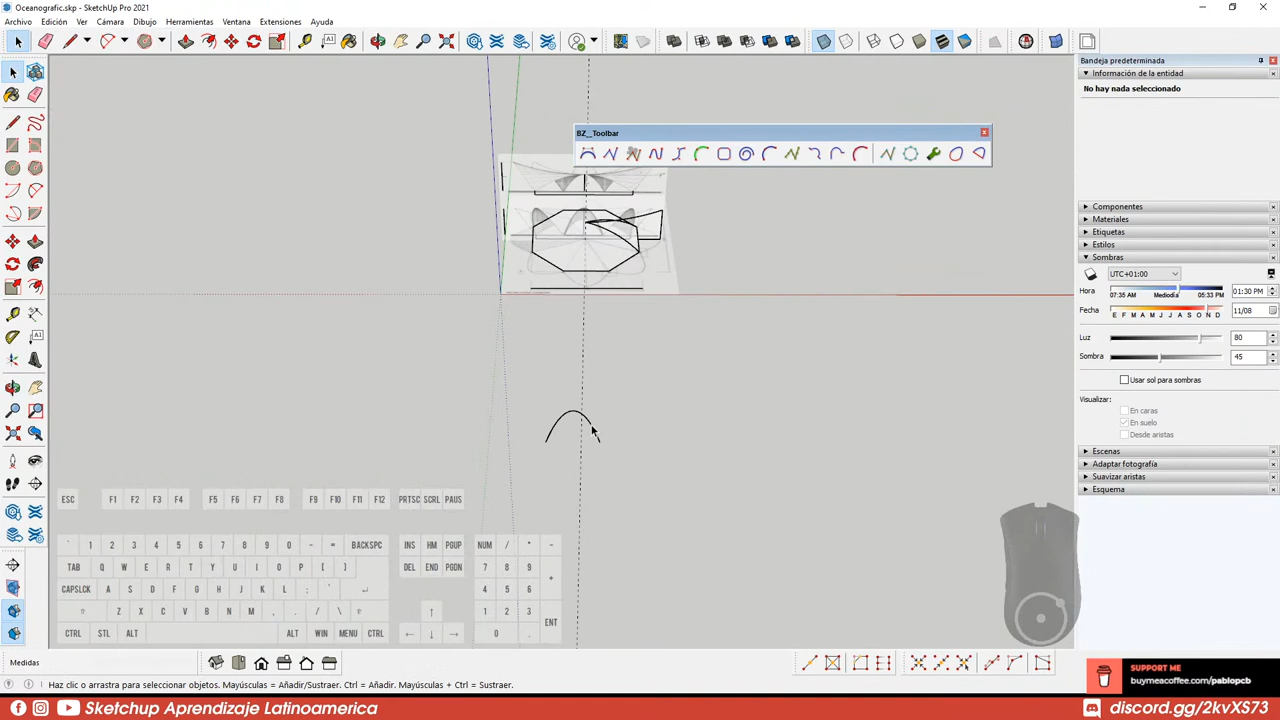 Oceanografic.skp - SketchUp Pro 2021
Archivo Edición Ver Cámara Dibujo Herramientas Ventana Extensiones Ayuda
BZ__Toolbar
Bandeja predeterminada
Información de la entidad
No hay nada seleccionado
Componentes
Materiales
Etiquetas
Estilos
Sombras
UTC+01:00
Hora
07:35 AM Mediodía 05:33 PM
01:30 PM
Fecha
E F M A M J J A S O N D
11/08
Luz
80
Sombra
45
Usar sol para sombras
Visualizar:
En caras
En suelo
Desde aristas
Escenas
Adaptar fotografía
Suavizar aristas
Esquema
ESC F1 F2 F3 F4 F5 F6 F7 F8 F9 F10 F11 F12 PRTSC SCRL PAUS
` 1 2 3 4 5 6 7 8 9 0 - = BACKSPC INS HM PGUP NUM / * -
TAB Q W E R T Y U I O P [ ] DEL END PGDN 7 8 9 +
CAPSLCK A S D F G H J K L ; ' 4 5 6
Z X C V B N M , . / \ 1 2 3 ENT
CTRL STL ALT ALT WIN MENU CTRL 0 .
Medidas
Haz clic o arrastra para seleccionar objetos. Mayúsculas = Añadir/Sustraer. Ctrl = Añadir. Mayúsculas + Ctrl = Sustraer.
SUPPORT ME
buymeacoffee.com/pablopcb
Sketchup Aprendizaje Latinoamerica
discord.gg/2kvXS73